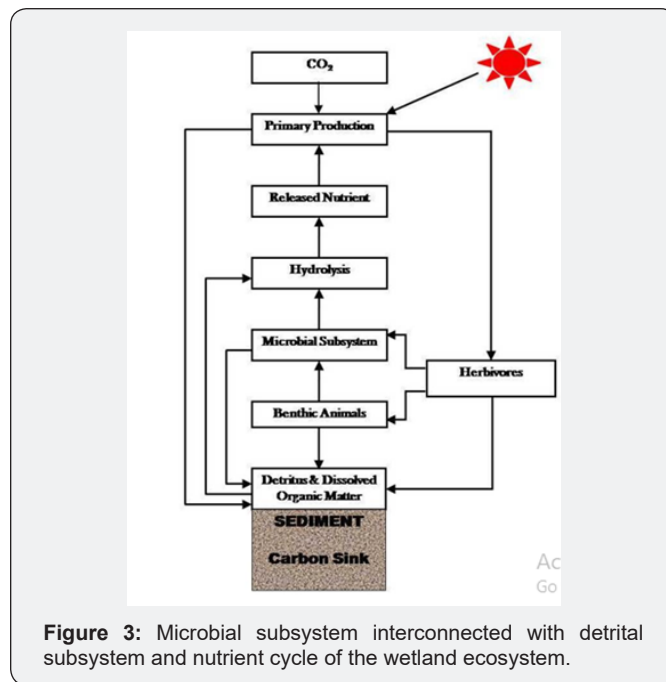 CO₂
Primary Production
Released Nutrient
Hydrolysis
Microbial Subsystem
Herbivores
Benthic Animals
Detritus & Dissolved
Organic Matter
SEDIMENT
Carbon Sink
Ac
Go
Figure 3: Microbial subsystem interconnected with detrital
subsystem and nutrient cycle of the wetland ecosystem.